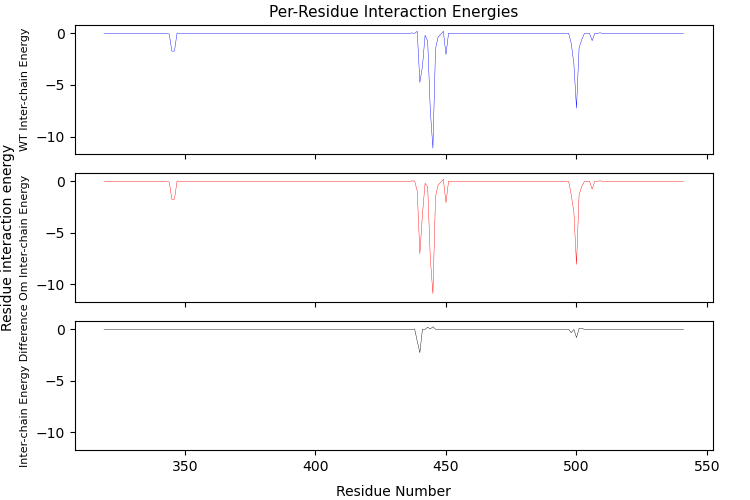 Per-Residue Interaction Energies
Residue interaction energy
WT Inter-chain Energy
0
−5
−10
Om Inter-chain Energy
0
−5
−10
Inter-chain Energy Difference
0
−5
−10
350
400
450
500
550
Residue Number